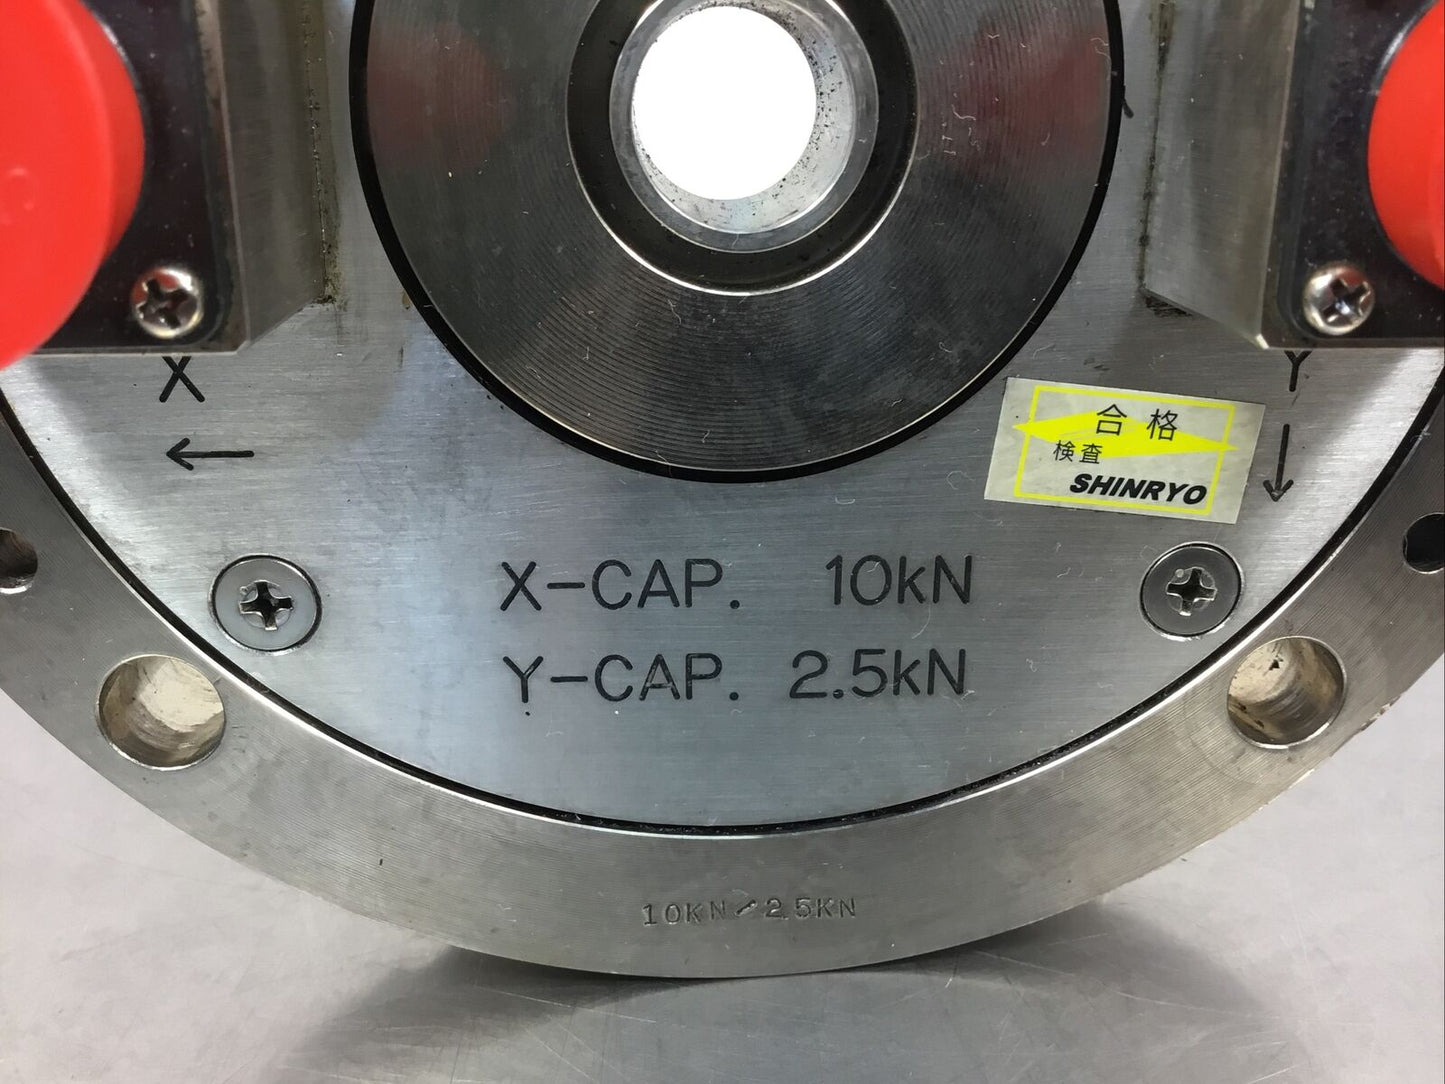 X
←
Y
↓
合格
検査
SHINRYO
X-CAP. 10kN
Y-CAP. 2.5kN
10KN/2.5KN